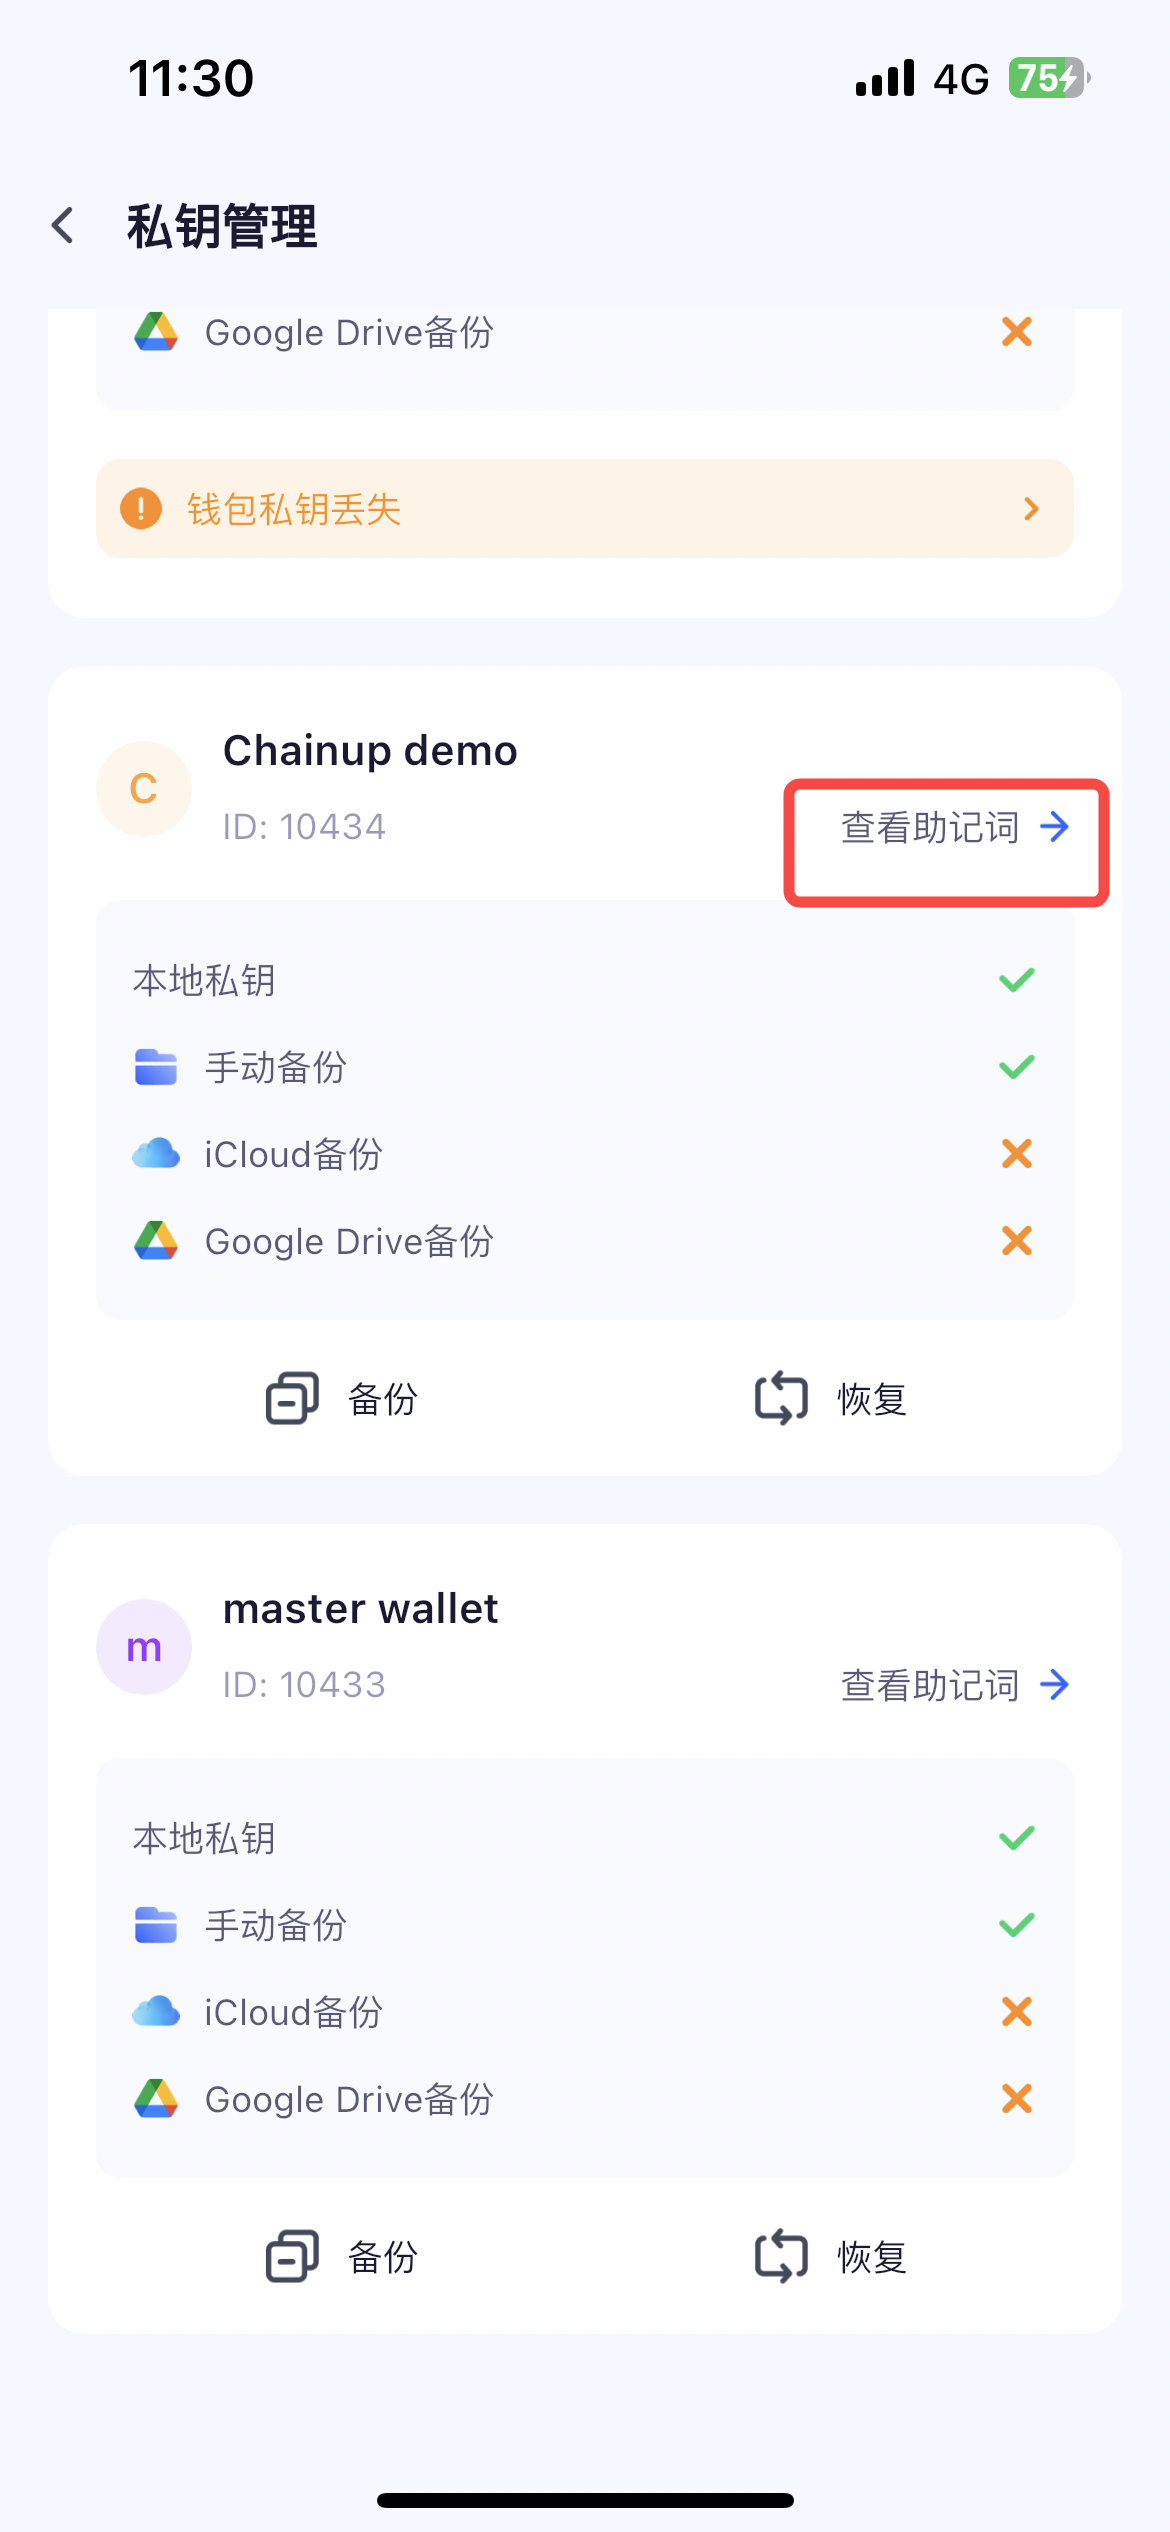 11:30
4G 75
私钥管理
Google Drive备份
钱包私钥丢失
C
Chainup demo
ID: 10434
查看助记词
本地私钥
手动备份
iCloud备份
Google Drive备份
备份
恢复
m
master wallet
ID: 10433
查看助记词
本地私钥
手动备份
iCloud备份
Google Drive备份
备份
恢复